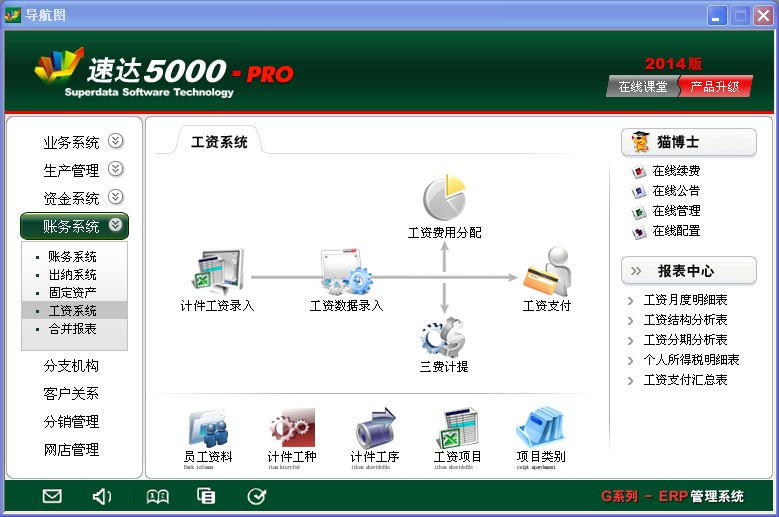 导航图
速达5000-PRO
Superdata Software Technology
2014版
在线课堂
产品升级
业务系统
生产管理
资金系统
账务系统
账务系统
出纳系统
固定资产
工资系统
合并报表
分支机构
客户关系
分销管理
网店管理
工资系统
工资费用分配
计件工资录入
工资数据录入
工资支付
三费计提
员工资料
计件工种
计件工序
工资项目
项目类别
猫博士
在线续费
在线公告
在线管理
在线配置
报表中心
工资月度明细表
工资结构分析表
工资分期分析表
个人所得税明细表
工资支付汇总表
G系列 - ERP管理系统